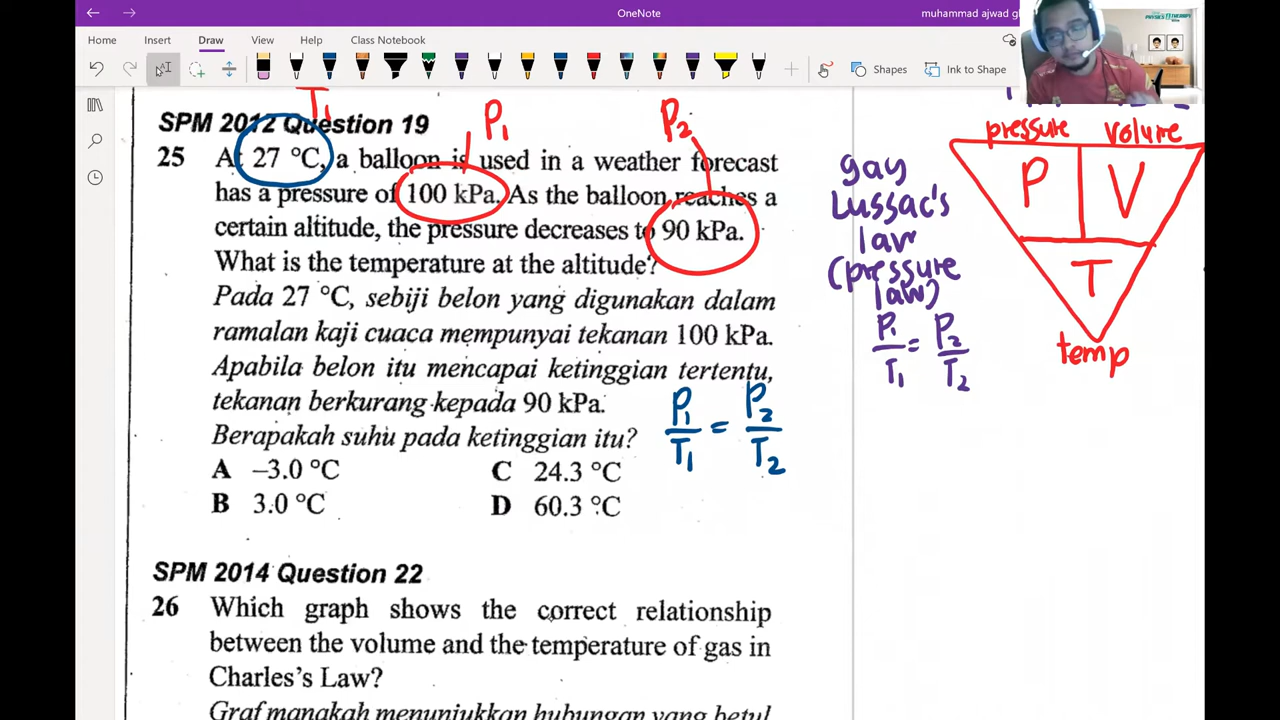 OneNote
muhammad ajwad
Home
Insert
Draw
View
Help
Class Notebook
Shapes
Ink to Shape
T1
P1
P2
SPM 2012 Question 19
25 At 27 °C, a balloon is used in a weather forecast
has a pressure of 100 kPa. As the balloon reaches a
certain altitude, the pressure decreases to 90 kPa.
What is the temperature at the altitude?
Pada 27 °C, sebiji belon yang digunakan dalam
ramalan kaji cuaca mempunyai tekanan 100 kPa.
Apabila belon itu mencapai ketinggian tertentu,
tekanan berkurang kepada 90 kPa.
Berapakah suhu pada ketinggian itu?
A –3.0 °C C 24.3 °C
B 3.0 °C D 60.3 °C
P1/T1 = P2/T2
SPM 2014 Question 22
26 Which graph shows the correct relationship
between the volume and the temperature of gas in
Charles's Law?
Graf manakah menunjukkan hubungan yang betul
gay
Lussac's
law
(pressure
law)
P1/T1 = P2/T2
pressure volume
P V
T
temp